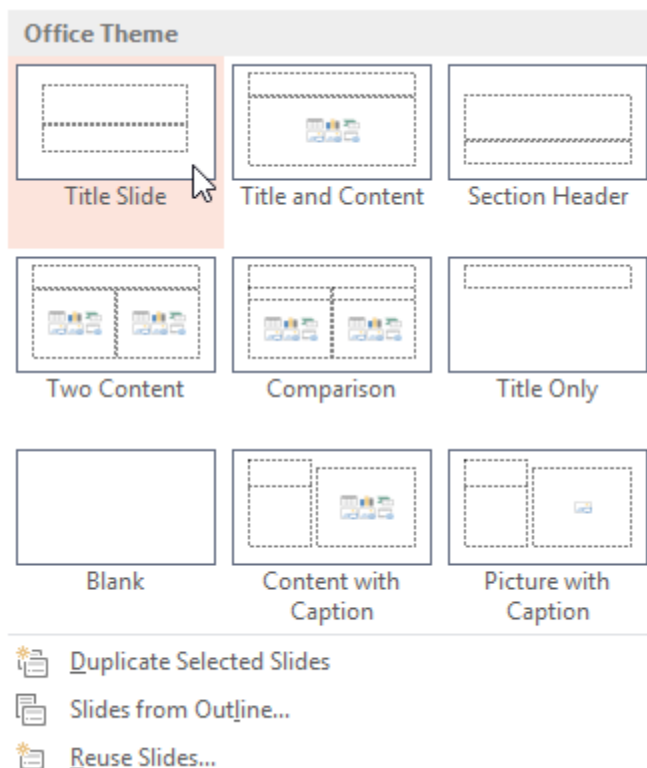 Office Theme
Title Slide
Title and Content
Section Header
Two Content
Comparison
Title Only
Blank
Content with
Caption
Picture with
Caption
Duplicate Selected Slides
Slides from Outline...
Reuse Slides...